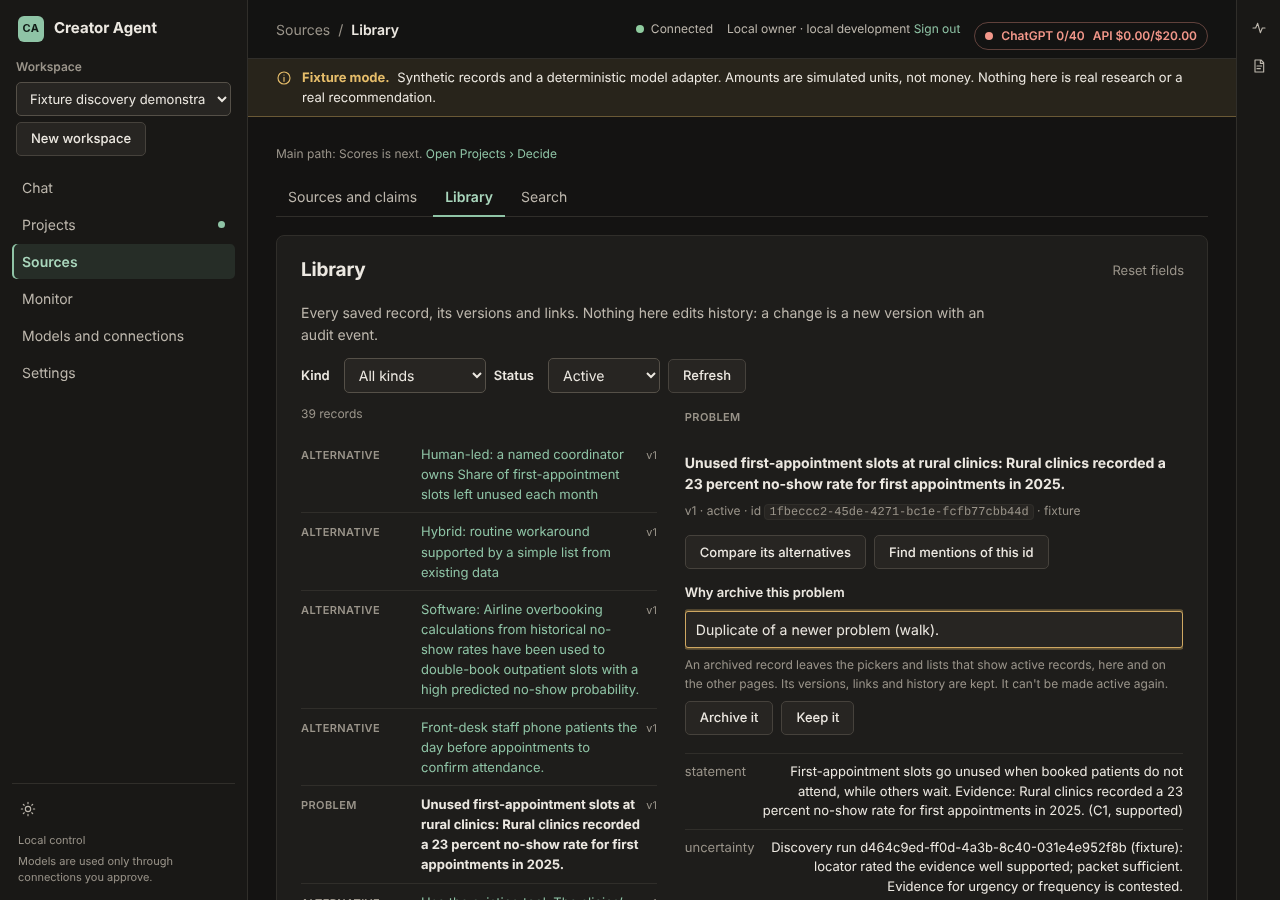 CA Creator Agent
Workspace
Fixture discovery demonstra
New workspace
Chat
Projects
Sources
Monitor
Models and connections
Settings
Local control
Models are used only through
connections you approve.
Sources / Library
Connected Local owner · local development Sign out
ChatGPT 0/40 API $0.00/$20.00
Fixture mode. Synthetic records and a deterministic model adapter. Amounts are simulated units, not money. Nothing here is real research or a
real recommendation.
Main path: Scores is next. Open Projects › Decide
Sources and claims Library Search
Library
Reset fields
Every saved record, its versions and links. Nothing here edits history: a change is a new version with an
audit event.
Kind All kinds Status Active Refresh
39 records
ALTERNATIVE Human-led: a named coordinator v1
owns Share of first-appointment
slots left unused each month
ALTERNATIVE Hybrid: routine workaround v1
supported by a simple list from
existing data
ALTERNATIVE Software: Airline overbooking v1
calculations from historical no-
show rates have been used to
double-book outpatient slots with a
high predicted no-show probability.
ALTERNATIVE Front-desk staff phone patients the v1
day before appointments to
confirm attendance.
PROBLEM Unused first-appointment slots at v1
rural clinics: Rural clinics recorded
a 23 percent no-show rate for first
appointments in 2025.
PROBLEM
Unused first-appointment slots at rural clinics: Rural clinics recorded a
23 percent no-show rate for first appointments in 2025.
v1 · active · id 1fbeccc2-45de-4271-bc1e-fcfb77cbb44d · fixture
Compare its alternatives Find mentions of this id
Why archive this problem
Duplicate of a newer problem (walk).
An archived record leaves the pickers and lists that show active records, here and on
the other pages. Its versions, links and history are kept. It can't be made active again.
Archive it Keep it
statement First-appointment slots go unused when booked patients do not
attend, while others wait. Evidence: Rural clinics recorded a 23
percent no-show rate for first appointments in 2025. (C1, supported)
uncertainty Discovery run d464c9ed-ff0d-4a3b-8c40-031e4e952f8b (fixture):
locator rated the evidence well supported; packet sufficient.
Evidence for urgency or frequency is contested.